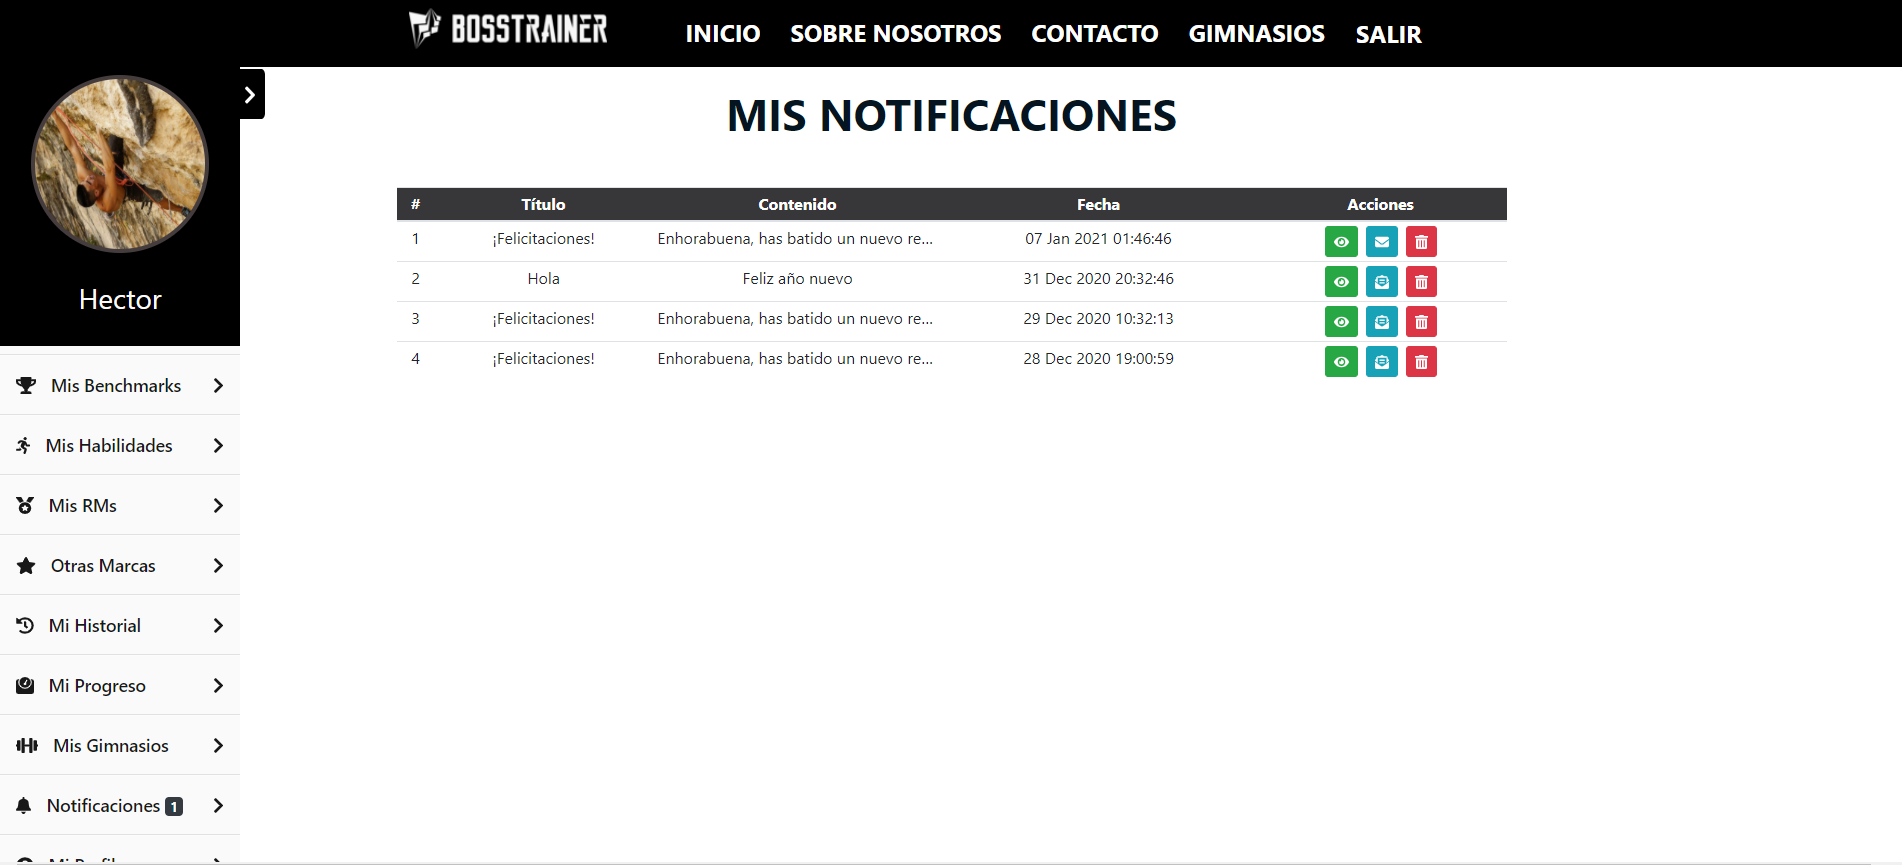 BOSSTRAINER
INICIO SOBRE NOSOTROS CONTACTO GIMNASIOS SALIR
Hector
Mis Benchmarks
Mis Habilidades
Mis RMs
Otras Marcas
Mi Historial
Mi Progreso
Mis Gimnasios
Notificaciones 1
MIS NOTIFICACIONES
# Título Contenido Fecha Acciones
1 ¡Felicitaciones! Enhorabuena, has batido un nuevo re... 07 Jan 2021 01:46:46
2 Hola Feliz año nuevo 31 Dec 2020 20:32:46
3 ¡Felicitaciones! Enhorabuena, has batido un nuevo re... 29 Dec 2020 10:32:13
4 ¡Felicitaciones! Enhorabuena, has batido un nuevo re... 28 Dec 2020 19:00:59